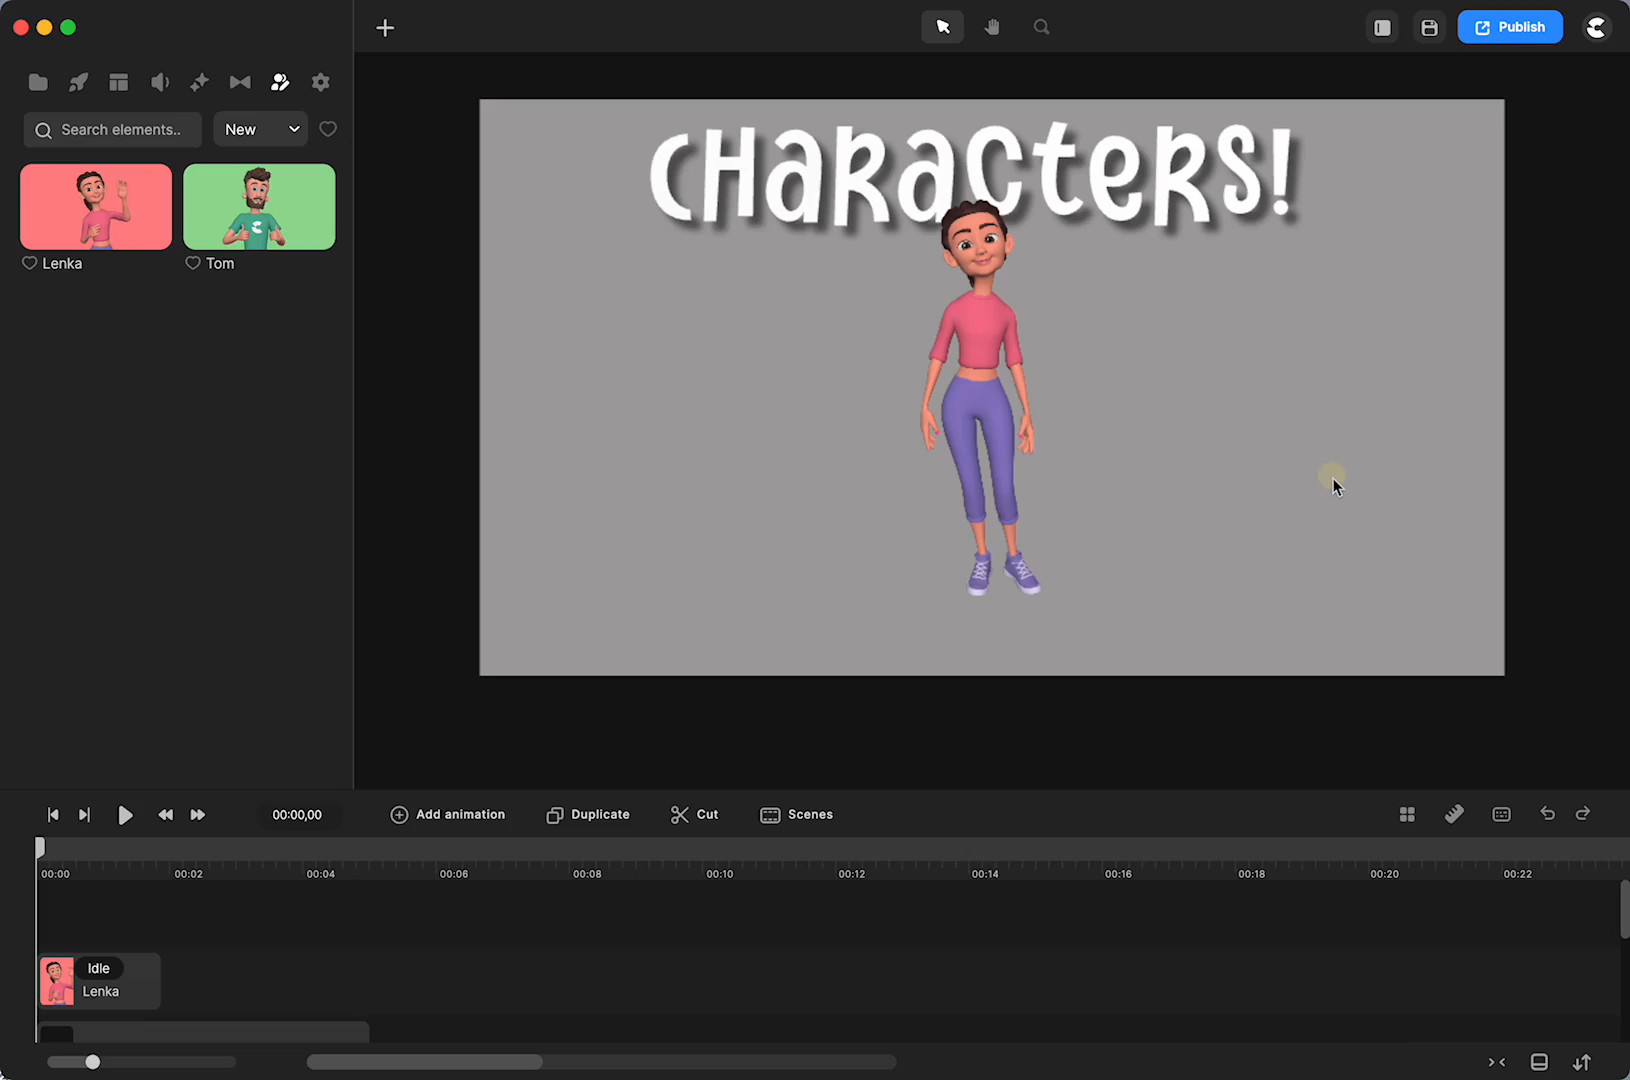 Publish
Search elements..
New
CHaRacteRs!
Lenka
Tom
00:00,00
Add animation
Duplicate
Cut
Scenes
00:00
00:02
00:04
00:06
00:08
00:10
00:12
00:14
00:16
00:18
00:20
00:22
Idle
Lenka